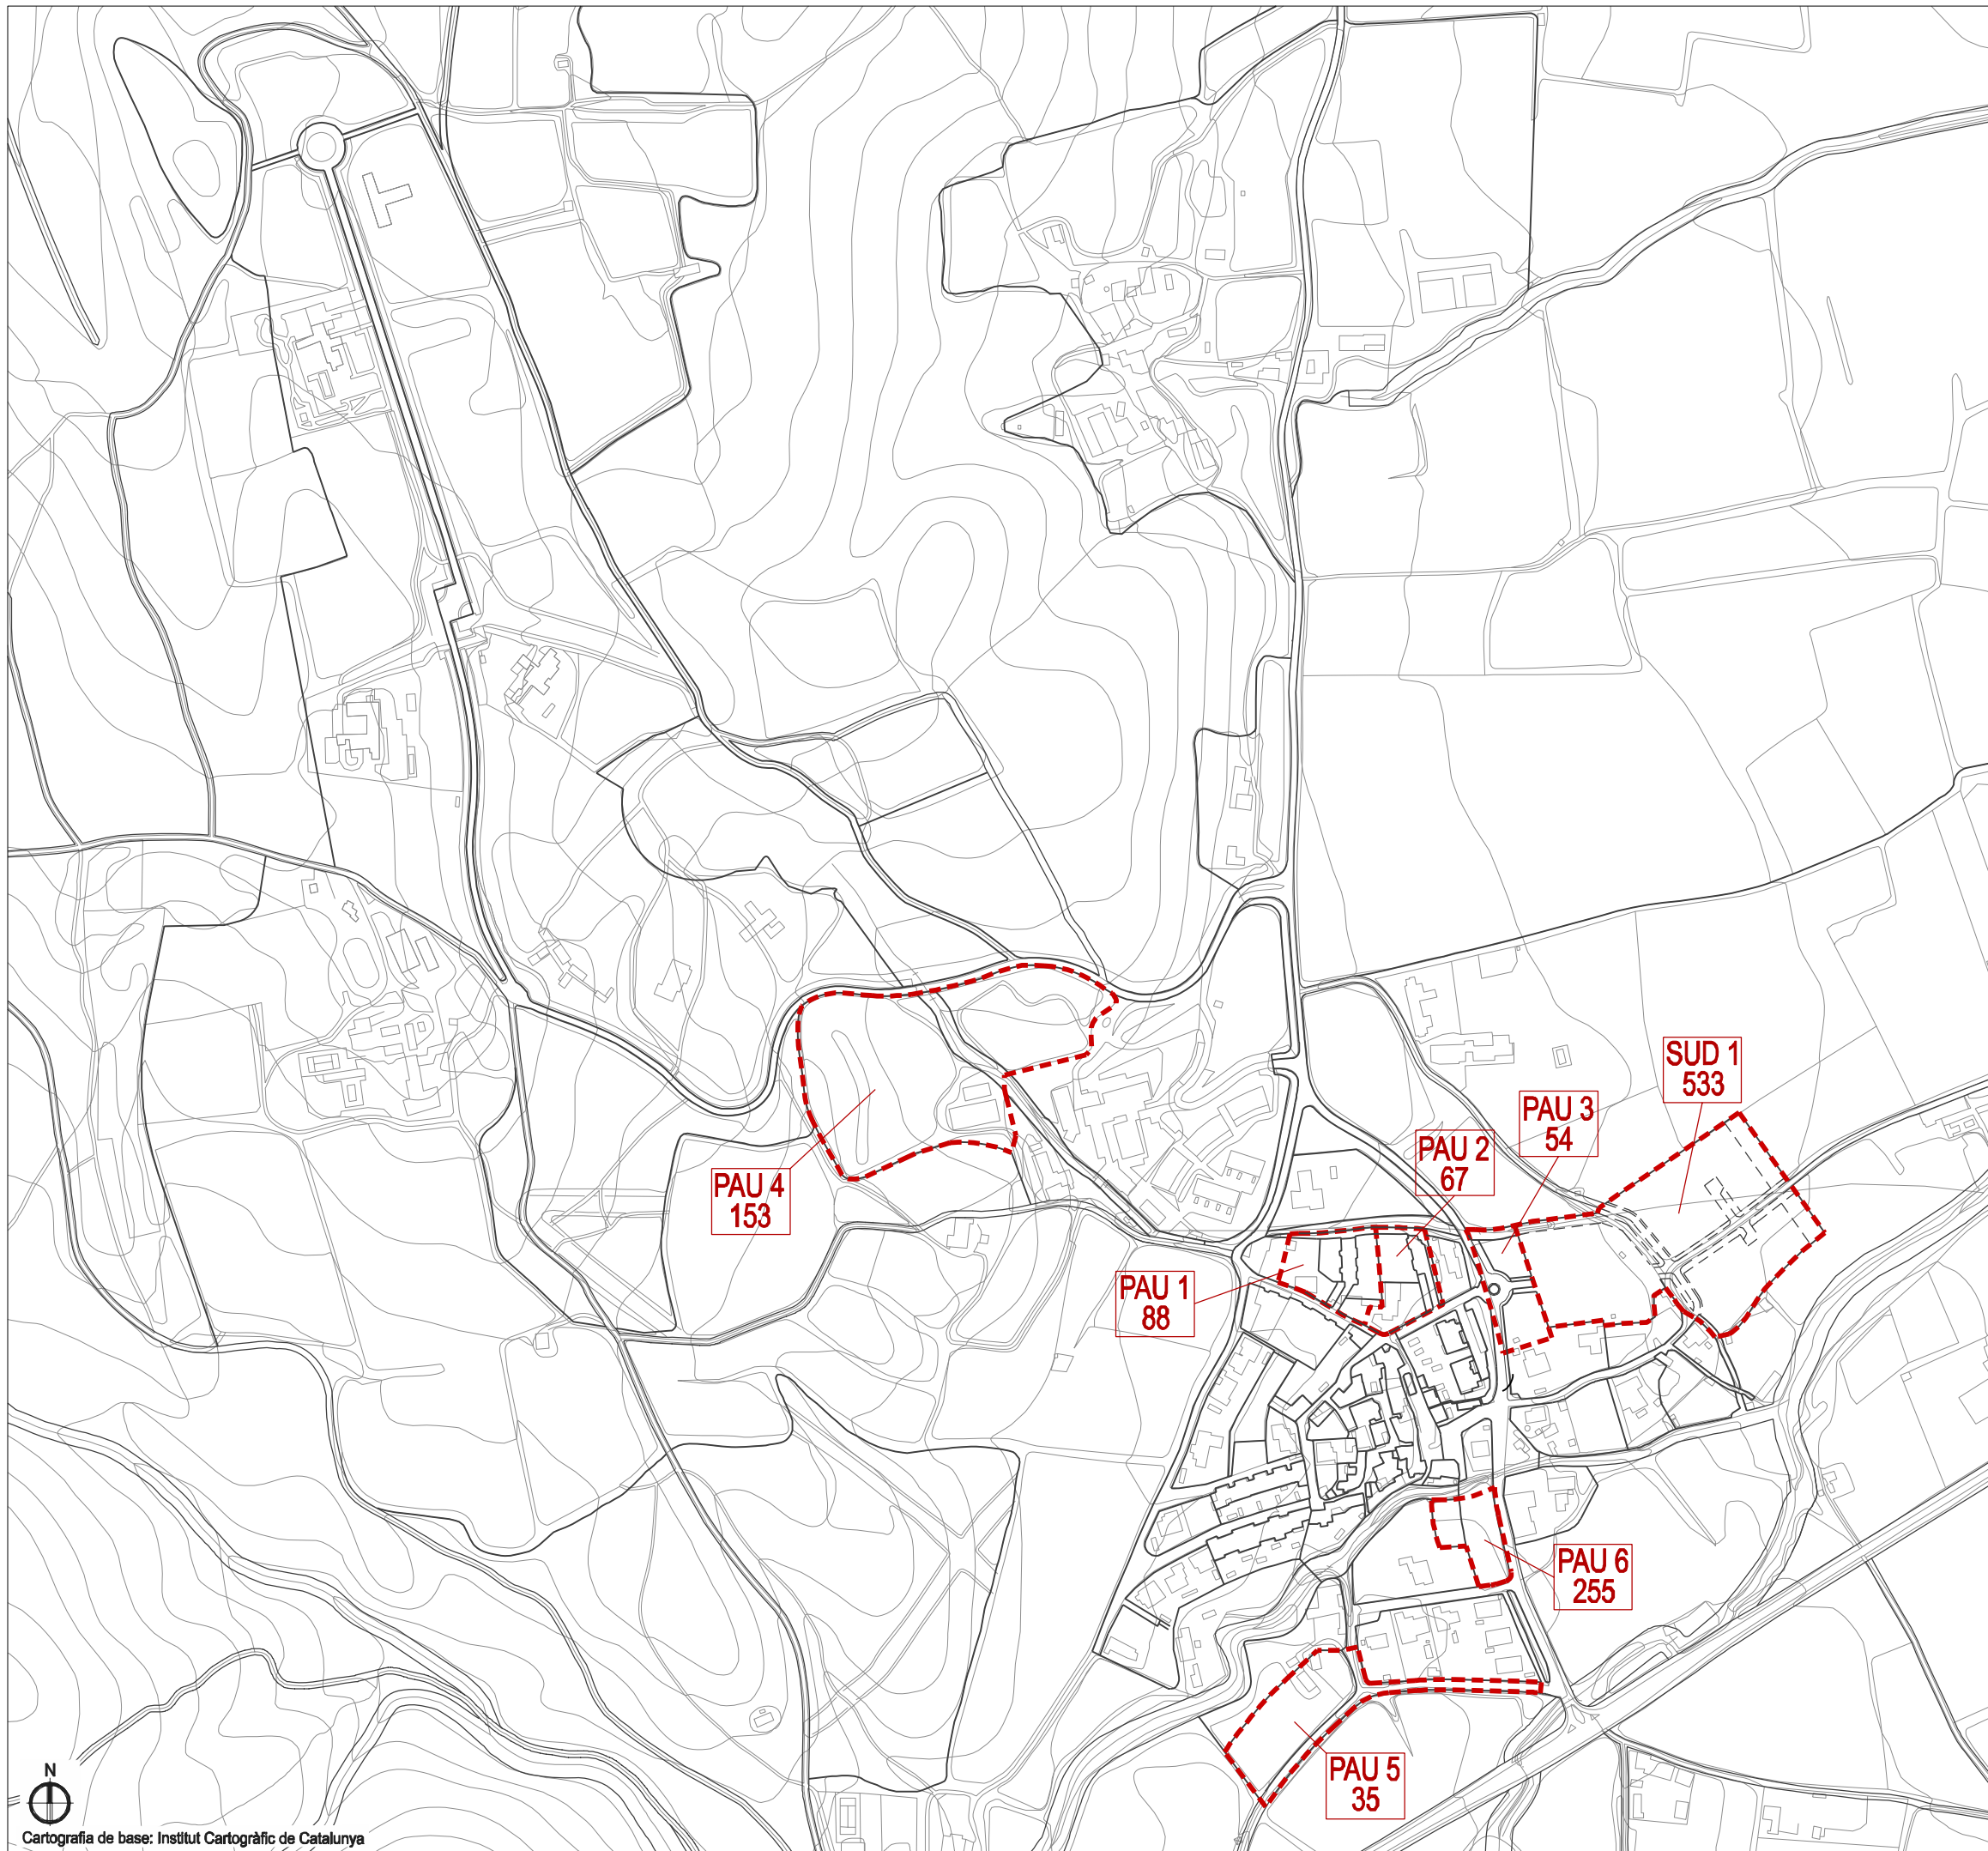 SUD 1
533
PAU 3
54
PAU 2
67
PAU 4
153
PAU 1
88
PAU 6
255
PAU 5
35
N
Cartografia de base: Institut Cartogràfic de Catalunya